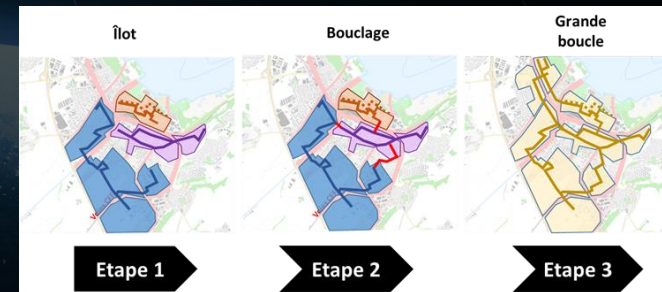 Îlot
Bouclage
Grande
boucle
Etape 1
Etape 2
Etape 3